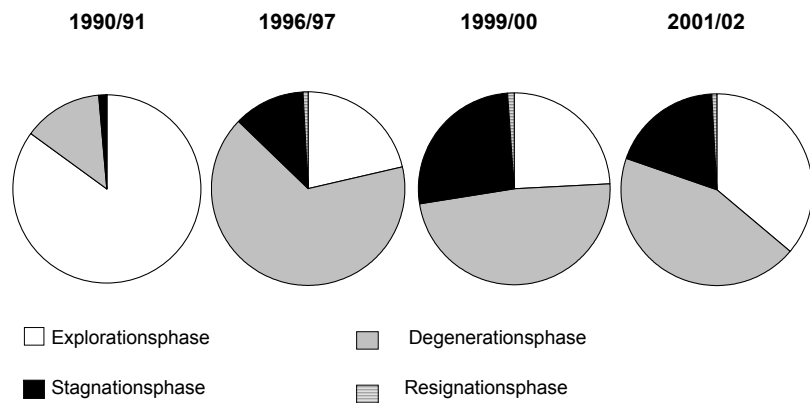 1990/91 1996/97 1999/00 2001/02
Explorationsphase Degenerationsphase
Stagnationsphase Resignationsphase